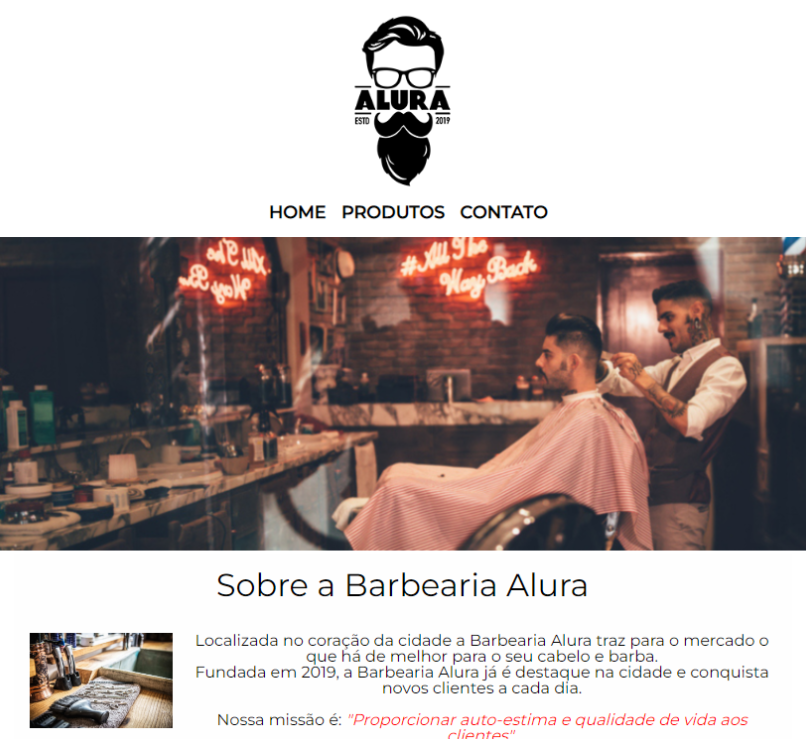 ALURA
ESTD 2019
HOME PRODUTOS CONTATO
#All The
Way Back
Sobre a Barbearia Alura
Localizada no coração da cidade a Barbearia Alura traz para o mercado o
que há de melhor para o seu cabelo e barba.
Fundada em 2019, a Barbearia Alura já é destaque na cidade e conquista
novos clientes a cada dia.
Nossa missão é: "Proporcionar auto-estima e qualidade de vida aos
clientes"